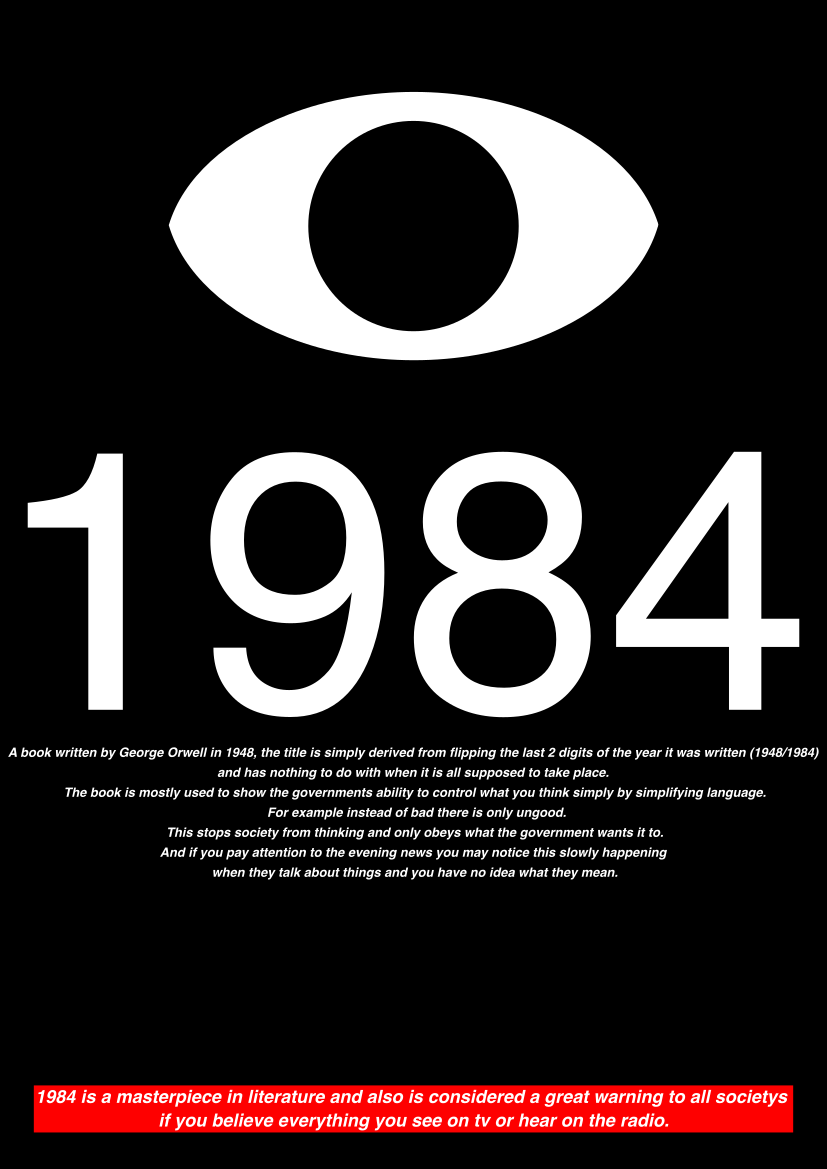 1984
A book written by George Orwell in 1948, the title is simply derived from flipping the last 2 digits of the year it was written (1948/1984)
and has nothing to do with when it is all supposed to take place.
The book is mostly used to show the governments ability to control what you think simply by simplifying language.
For example instead of bad there is only ungood.
This stops society from thinking and only obeys what the government wants it to.
And if you pay attention to the evening news you may notice this slowly happening
when they talk about things and you have no idea what they mean.
1984 is a masterpiece in literature and also is considered a great warning to all societys
if you believe everything you see on tv or hear on the radio.